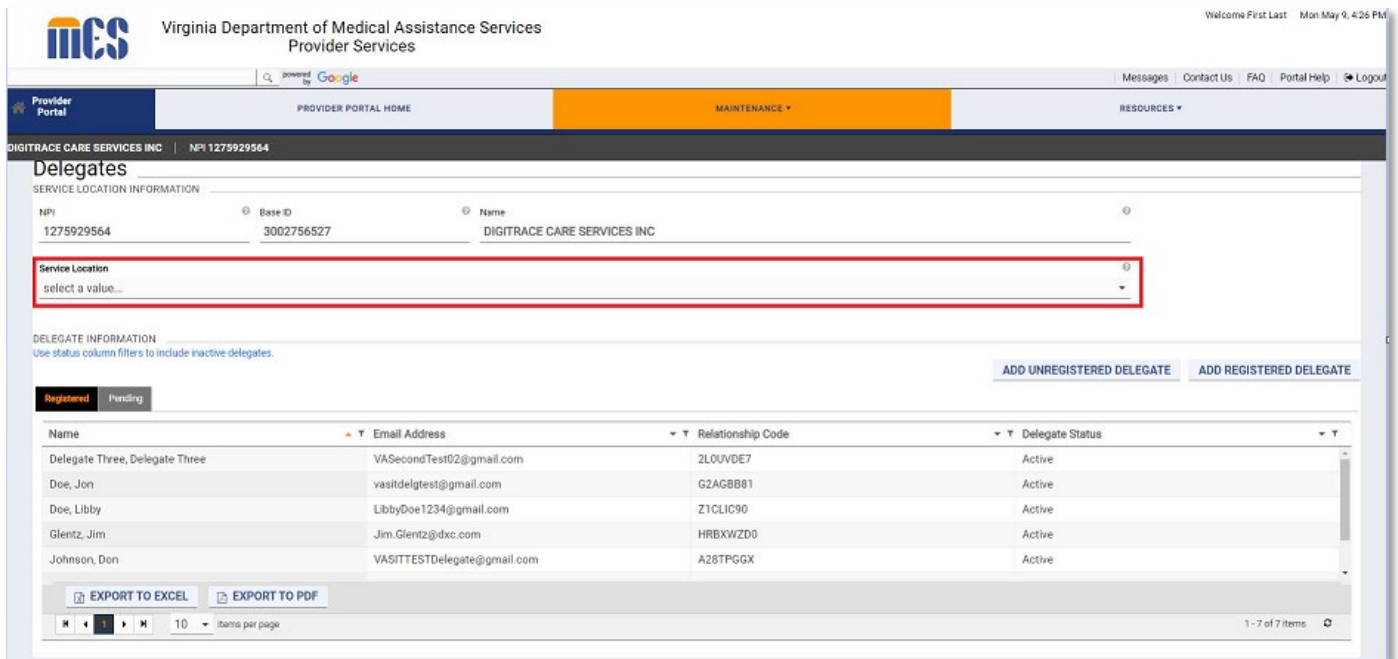 Welcome First Last Mon May 9, 4:26 PM
mes Virginia Department of Medical Assistance Services
Provider Services
powered by Google Messages Contact Us FAQ Portal Help Logout
Provider Portal PROVIDER PORTAL HOME MAINTENANCE RESOURCES
DIGITRACE CARE SERVICES INC | NPI 1275929564
Delegates
SERVICE LOCATION INFORMATION
NPI Base ID Name
1275929564 3002756527 DIGITRACE CARE SERVICES INC
Service Location
select a value...
DELEGATE INFORMATION
Use status column filters to include inactive delegates.
ADD UNREGISTERED DELEGATE ADD REGISTERED DELEGATE
Registered Pending
Name Email Address Relationship Code Delegate Status
Delegate Three, Delegate Three VASecondTest02@gmail.com 2L0UVDE7 Active
Doe, Jon vasitdelgtest@gmail.com G2AGBB81 Active
Doe, Libby LibbyDoe1234@gmail.com Z1CLIC90 Active
Glentz, Jim Jim.Glentz@dxc.com HRBXWZD0 Active
Johnson, Don VASITTESTDelegate@gmail.com A28TPGGX Active
EXPORT TO EXCEL EXPORT TO PDF
1 10 items per page 1 - 7 of 7 items